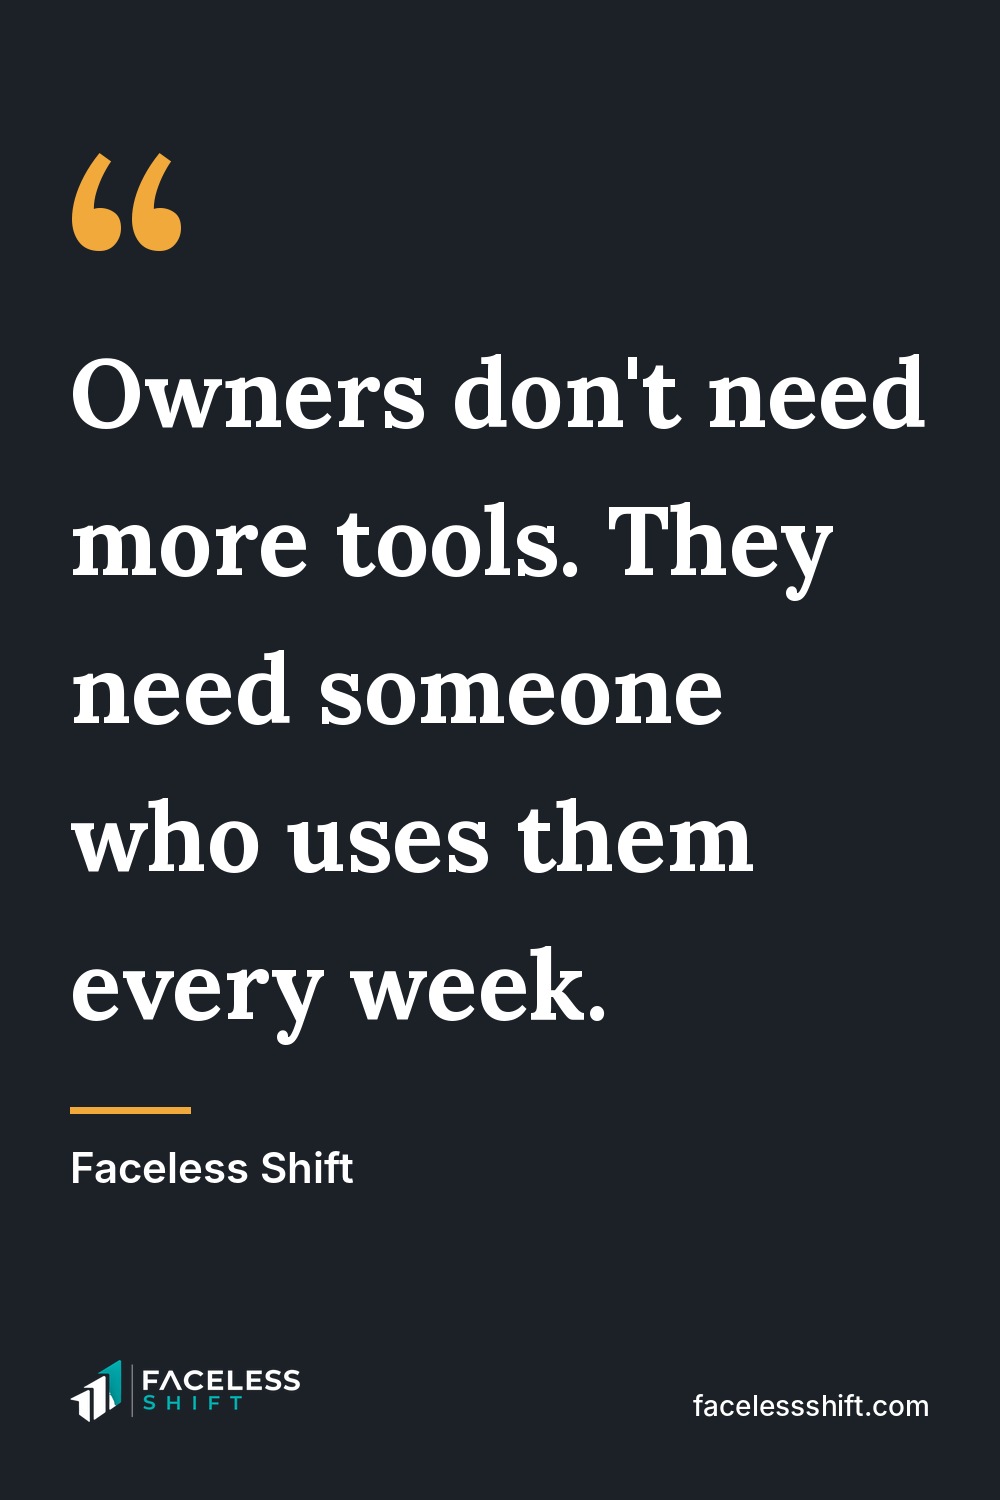 “
Owners don't need
more tools. They
need someone
who uses them
every week.
Faceless Shift
FACELESS
SHIFT
facelessshift.com